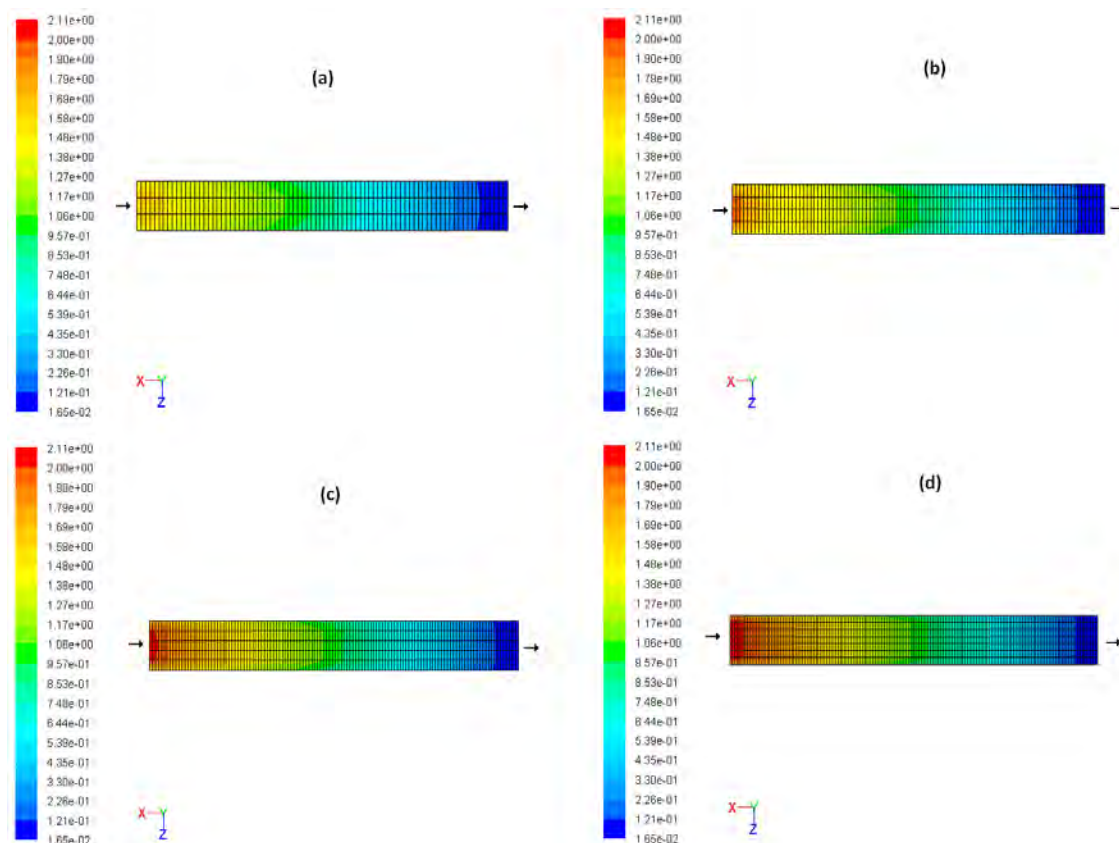 2.11e+00
2.00e+00
1.90e+00
1.79e+00
1.69e+00
1.58e+00
1.48e+00
1.38e+00
1.27e+00
1.17e+00
1.06e+00
9.57e-01
8.53e-01
7.48e-01
6.44e-01
5.39e-01
4.35e-01
3.30e-01
2.26e-01
1.21e-01
1.65e-02
(a)
X Y
Z
2.11e+00
2.00e+00
1.90e+00
1.79e+00
1.69e+00
1.58e+00
1.48e+00
1.38e+00
1.27e+00
1.17e+00
1.06e+00
9.57e-01
8.53e-01
7.48e-01
6.44e-01
5.39e-01
4.35e-01
3.30e-01
2.26e-01
1.21e-01
1.65e-02
(b)
X Y
Z
2.11e+00
2.00e+00
1.90e+00
1.79e+00
1.69e+00
1.58e+00
1.48e+00
1.38e+00
1.27e+00
1.17e+00
1.06e+00
9.57e-01
8.53e-01
7.48e-01
6.44e-01
5.39e-01
4.35e-01
3.30e-01
2.26e-01
1.21e-01
1.65e-02
(c)
X Y
Z
2.11e+00
2.00e+00
1.90e+00
1.79e+00
1.69e+00
1.58e+00
1.48e+00
1.38e+00
1.27e+00
1.17e+00
1.06e+00
9.57e-01
8.53e-01
7.48e-01
6.44e-01
5.39e-01
4.35e-01
3.30e-01
2.26e-01
1.21e-01
1.65e-02
(d)
X Y
Z